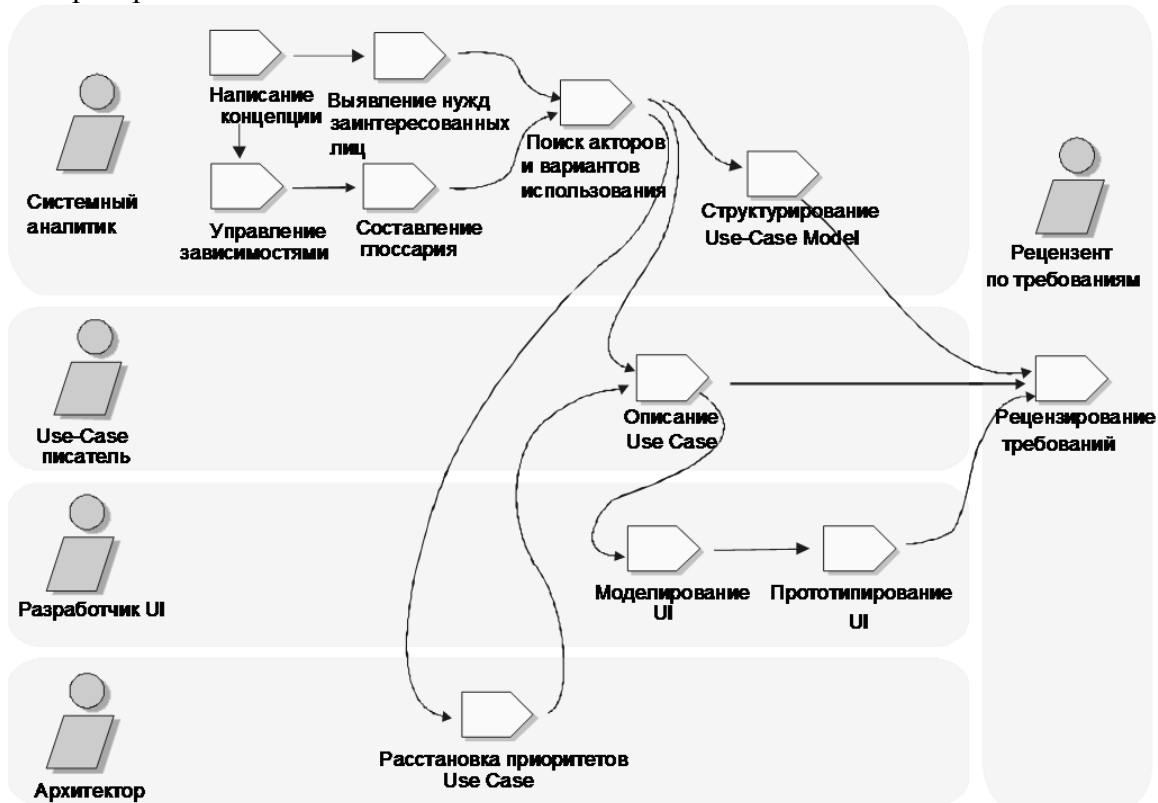 Написание
концепции
Выявление нужд
заинтересованных
лиц
Поиск акторов
и вариантов
использования
Системный
аналитик
Управление
зависимостями
Составление
глоссария
Структурирование
Use-Case Model
Рецензент
по требованиям
Use-Case
писатель
Описание
Use Case
Рецензирование
требований
Разработчик UI
Моделирование
UI
Прототипирование
UI
Архитектор
Расстановка приоритетов
Use Case